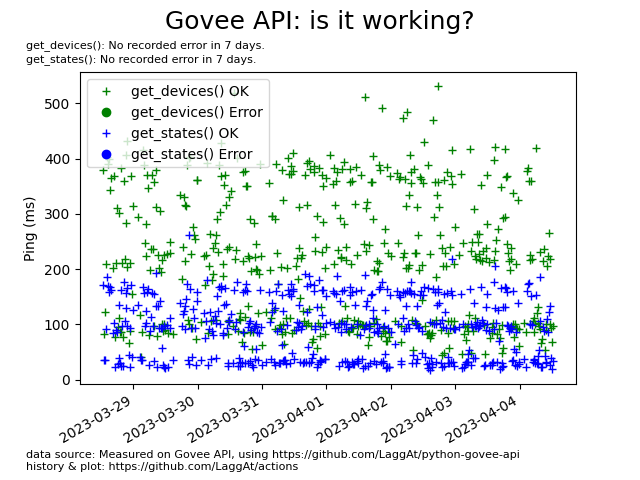 Govee API: is it working?
get_devices(): No recorded error in 7 days.
get_states(): No recorded error in 7 days.
get_devices() OK
get_devices() Error
get_states() OK
get_states() Error
Ping (ms)
500
400
300
200
100
0
2023-03-29
2023-03-30
2023-03-31
2023-04-01
2023-04-02
2023-04-03
2023-04-04
data source: Measured on Govee API, using https://github.com/LaggAt/python-govee-api
history & plot: https://github.com/LaggAt/actions